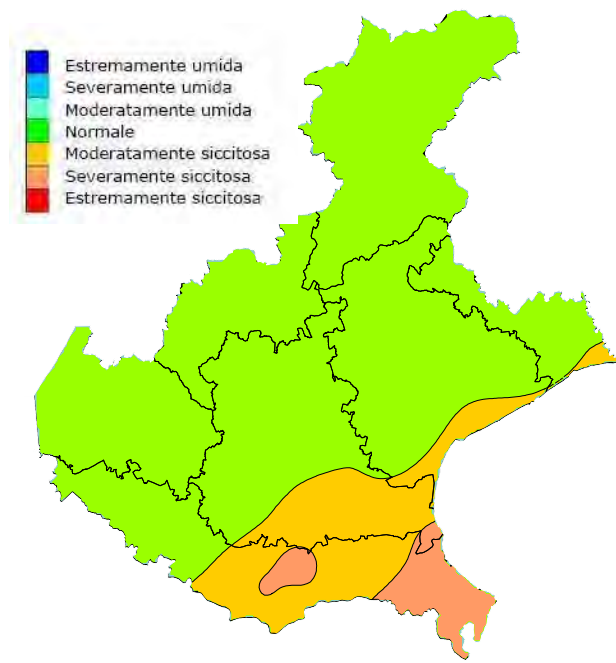 Estremamente umida
Severamente umida
Moderatamente umida
Normale
Moderatamente siccitosa
Severamente siccitosa
Estremamente siccitosa